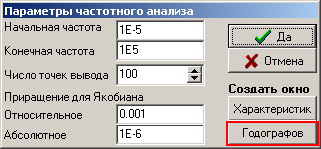 Параметры частотного анализа
Начальная частота 1E-5
Да
Конечная частота 1E5
Отмена
Число точек вывода 100
Создать окно
Приращение для Якобиана
Характеристик
Относительное 0.001
Абсолютное 1E-6
Годографов